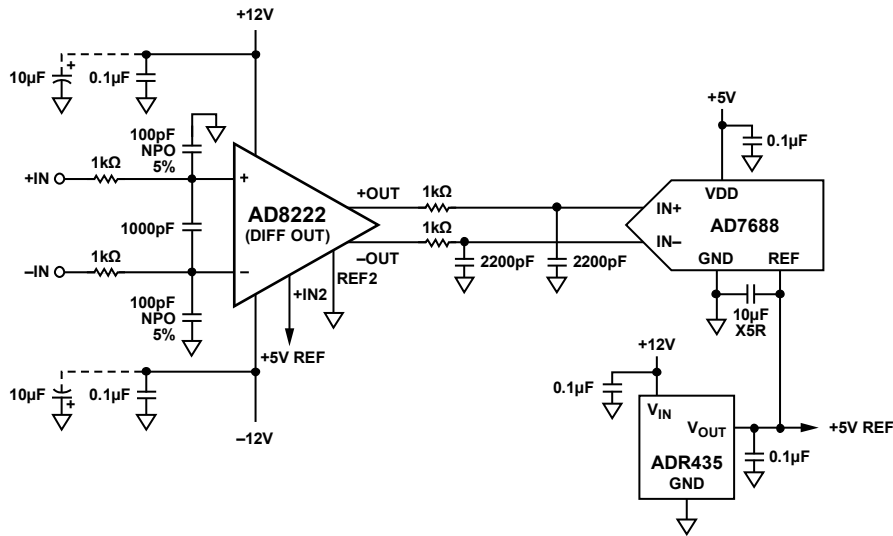 +12V
10µF
+
0.1µF
100pF
NPO
5%
+IN
1kΩ
+
1000pF
AD8222
(DIFF OUT)
+OUT
1kΩ
–IN
1kΩ
–
–OUT
1kΩ
2200pF
2200pF
REF2
+IN2
+5V REF
100pF
NPO
5%
10µF
+
0.1µF
–12V
+5V
0.1µF
VDD
IN+
AD7688
IN–
GND
REF
10µF
X5R
+12V
0.1µF
VIN
VOUT
+5V REF
ADR435
GND
0.1µF